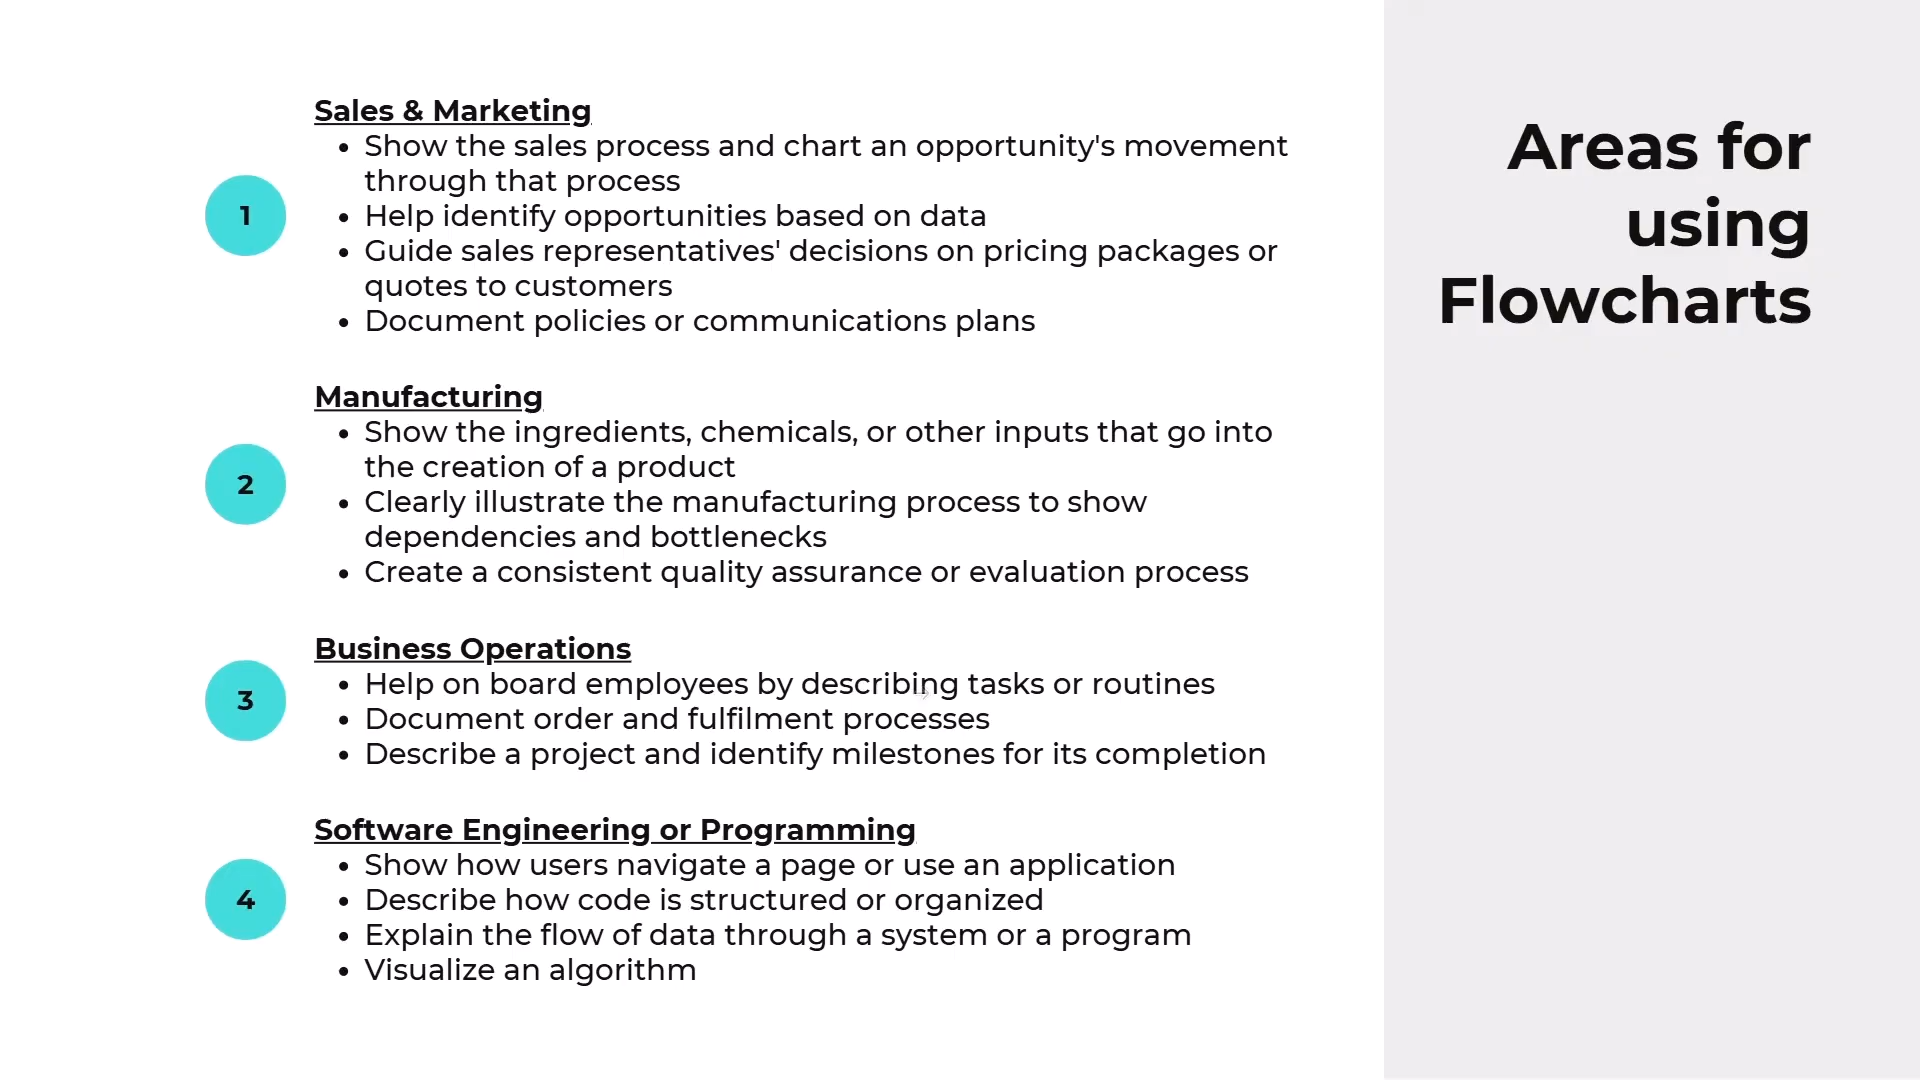 Areas for
using
Flowcharts
1
Sales & Marketing
• Show the sales process and chart an opportunity's movement
through that process
• Help identify opportunities based on data
• Guide sales representatives' decisions on pricing packages or
quotes to customers
• Document policies or communications plans
2
Manufacturing
• Show the ingredients, chemicals, or other inputs that go into
the creation of a product
• Clearly illustrate the manufacturing process to show
dependencies and bottlenecks
• Create a consistent quality assurance or evaluation process
3
Business Operations
• Help on board employees by describing tasks or routines
• Document order and fulfilment processes
• Describe a project and identify milestones for its completion
4
Software Engineering or Programming
• Show how users navigate a page or use an application
• Describe how code is structured or organized
• Explain the flow of data through a system or a program
• Visualize an algorithm